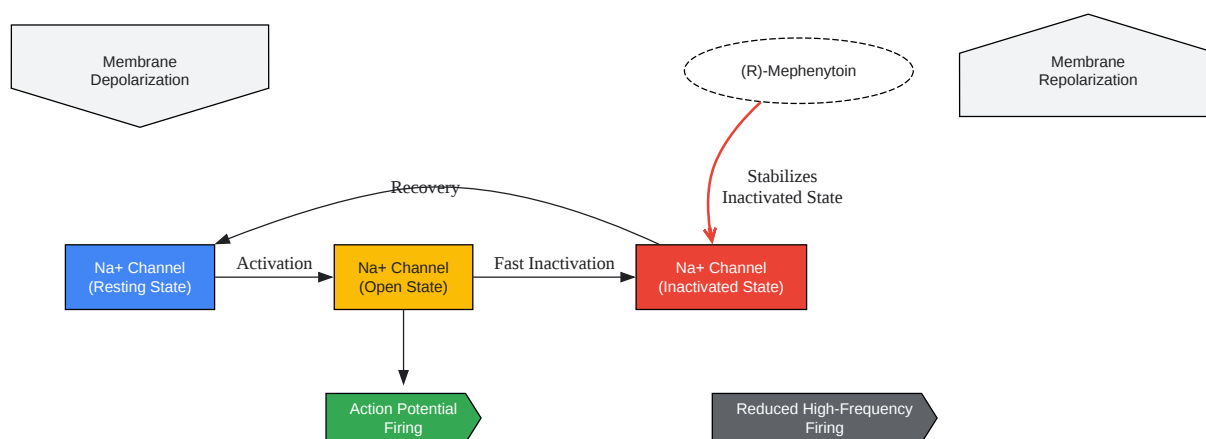 Membrane
Depolarization
(R)-Mephenytoin
Membrane
Repolarization
Stabilizes
Inactivated State
Recovery
Na+ Channel
(Resting State)
Activation
Na+ Channel
(Open State)
Fast Inactivation
Na+ Channel
(Inactivated State)
Action Potential
Firing
Reduced High-Frequency
Firing